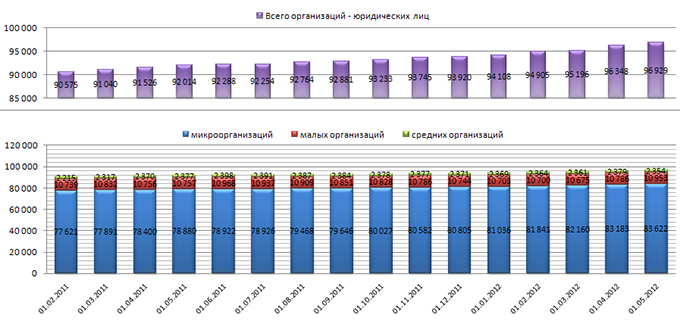 Всего организаций - юридических лиц
100 000
95 000
90 000
85 000
90 575 91 040 91 526 92 014 92 288 92 254 92 764 92 881 93 233 93 745 93 920 94 108 94 905 95 196 96 348 96 929
микроорганизаций малых организаций средних организаций
120 000
100 000
80 000
60 000
40 000
20 000
0
2 215 2 317 2 370 2 377 2 398 2 391 2 387 2 384 2 378 2 377 2 371 2 369 2 364 2 361 2 379 2 354
10 739 10 832 10 756 10 757 10 968 10 937 10 909 10 851 10 828 10 786 10 744 10 703 10 700 10 675 10 786 10 953
77 621 77 891 78 400 78 880 78 922 78 926 79 468 79 646 80 027 80 582 80 805 81 036 81 841 82 160 83 183 83 622
01.02.2011 01.03.2011 01.04.2011 01.05.2011 01.06.2011 01.07.2011 01.08.2011 01.09.2011 01.10.2011 01.11.2011 01.12.2011 01.01.2012 01.02.2012 01.03.2012 01.04.2012 01.05.2012